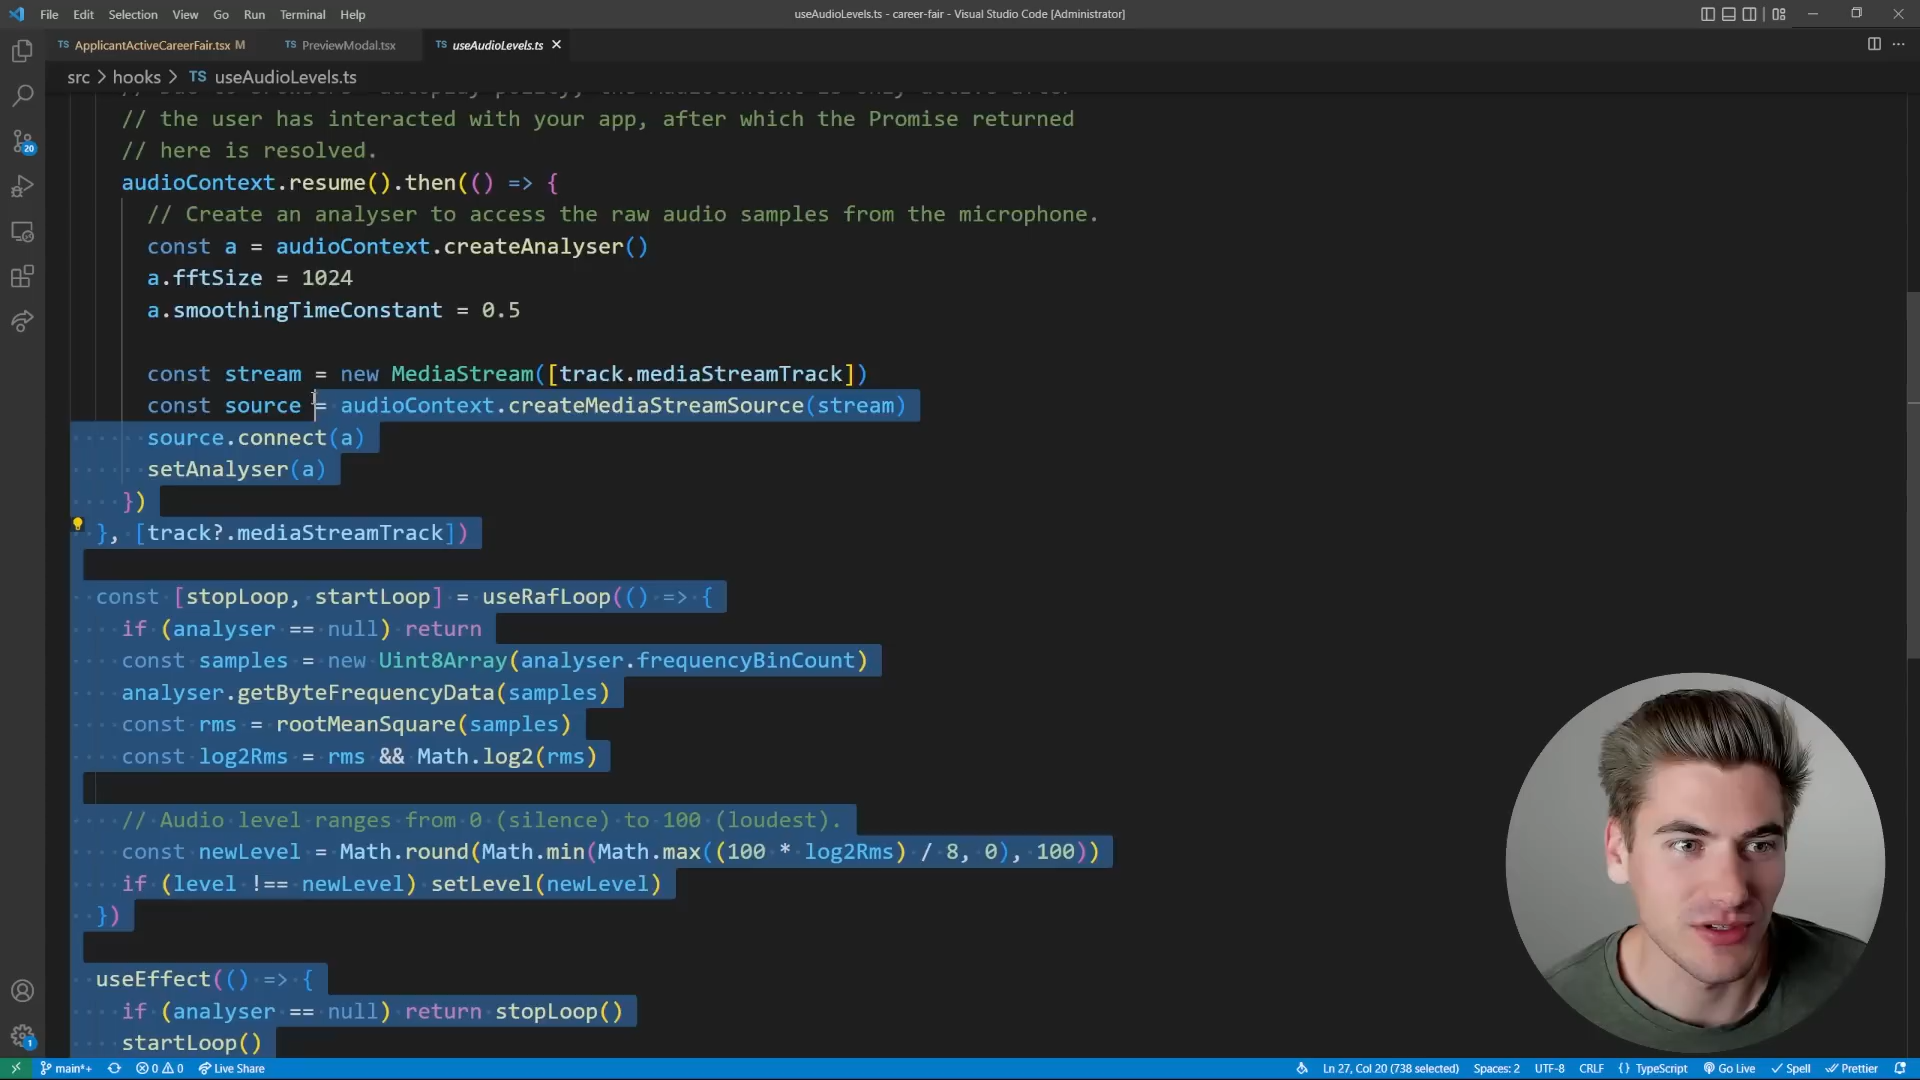 File Edit Selection View Go Run Terminal Help
useAudioLevels.ts - career-fair - Visual Studio Code [Administrator]
TS ApplicantActiveCareerFair.tsx M
TS PreviewModal.tsx
TS useAudioLevels.ts
src > hooks > TS useAudioLevels.ts
// the user has interacted with your app, after which the Promise returned
// here is resolved.
audioContext.resume().then(() => {
// Create an analyser to access the raw audio samples from the microphone.
const a = audioContext.createAnalyser()
a.fftSize = 1024
a.smoothingTimeConstant = 0.5
const stream = new MediaStream([track.mediaStreamTrack])
const source = audioContext.createMediaStreamSource(stream)
source.connect(a)
setAnalyser(a)
})
}, [track?.mediaStreamTrack])
const [stopLoop, startLoop] = useRafLoop(() => {
if (analyser == null) return
const samples = new Uint8Array(analyser.frequencyBinCount)
analyser.getByteFrequencyData(samples)
const rms = rootMeanSquare(samples)
const log2Rms = rms && Math.log2(rms)
// Audio level ranges from 0 (silence) to 100 (loudest).
const newLevel = Math.round(Math.min(Math.max((100 * log2Rms) / 8, 0), 100))
if (level !== newLevel) setLevel(newLevel)
})
useEffect(() => {
if (analyser == null) return stopLoop()
startLoop()
20
1
main*+ 0 0 Live Share
Ln 27, Col 20 (738 selected) Spaces: 2 UTF-8 CRLF {} TypeScript Go Live Spell Prettier